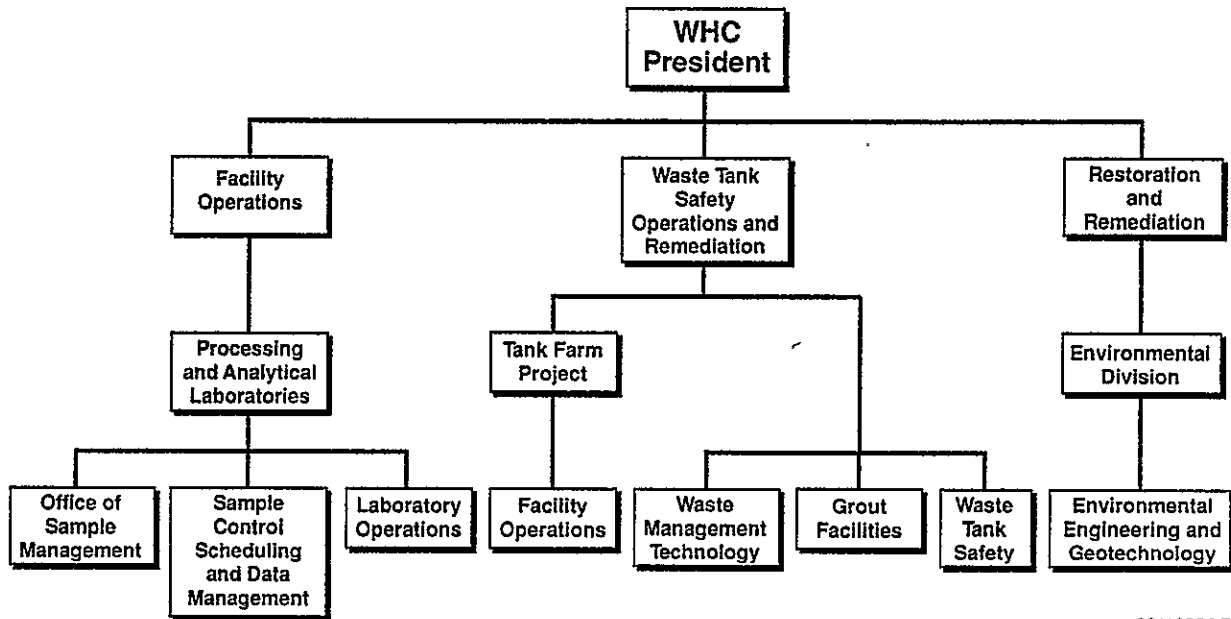 WHC
President
Facility
Operations
Waste Tank
Safety
Operations and
Remediation
Restoration
and
Remediation
Processing
and Analytical
Laboratories
Tank Farm
Project
Environmental
Division
Office of
Sample
Management
Sample
Control
Scheduling
and Data
Management
Laboratory
Operations
Facility
Operations
Waste
Management
Technology
Grout
Facilities
Waste
Tank
Safety
Environmental
Engineering and
Geotechnology